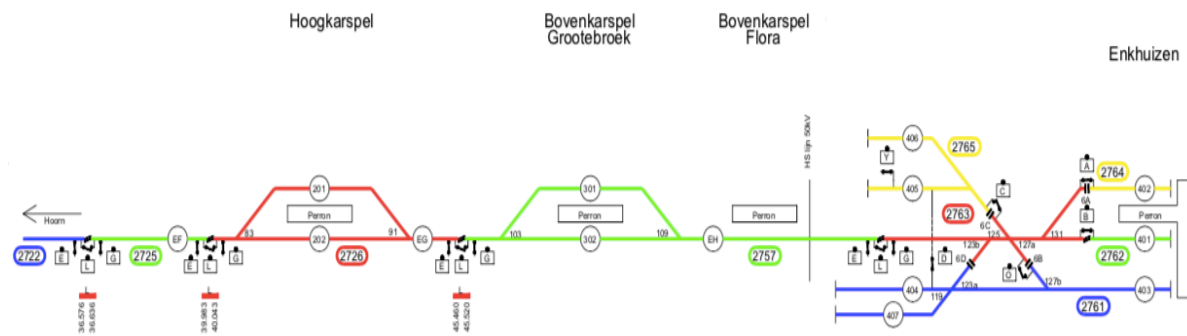 Hoogkarspel
Bovenkarspel
Grootebroek
Bovenkarspel
Flora
Enkhuizen
HS lijn 50kV
406
Y
2765
405
C
A
2764
6A
402
B
Perron
201
Perron
301
Perron
Perron
2763
6C
Hoorn
EF
83
202
91
EG
103
302
109
EH
125
123b
127a
131
401
2722
E
L
G
2725
E
L
G
2726
E
L
G
2757
E
L
G
D
6D
O
6B
2762
404
119
123a
127b
403
407
2761
36.576
36.636
39.983
40.043
45.460
45.520